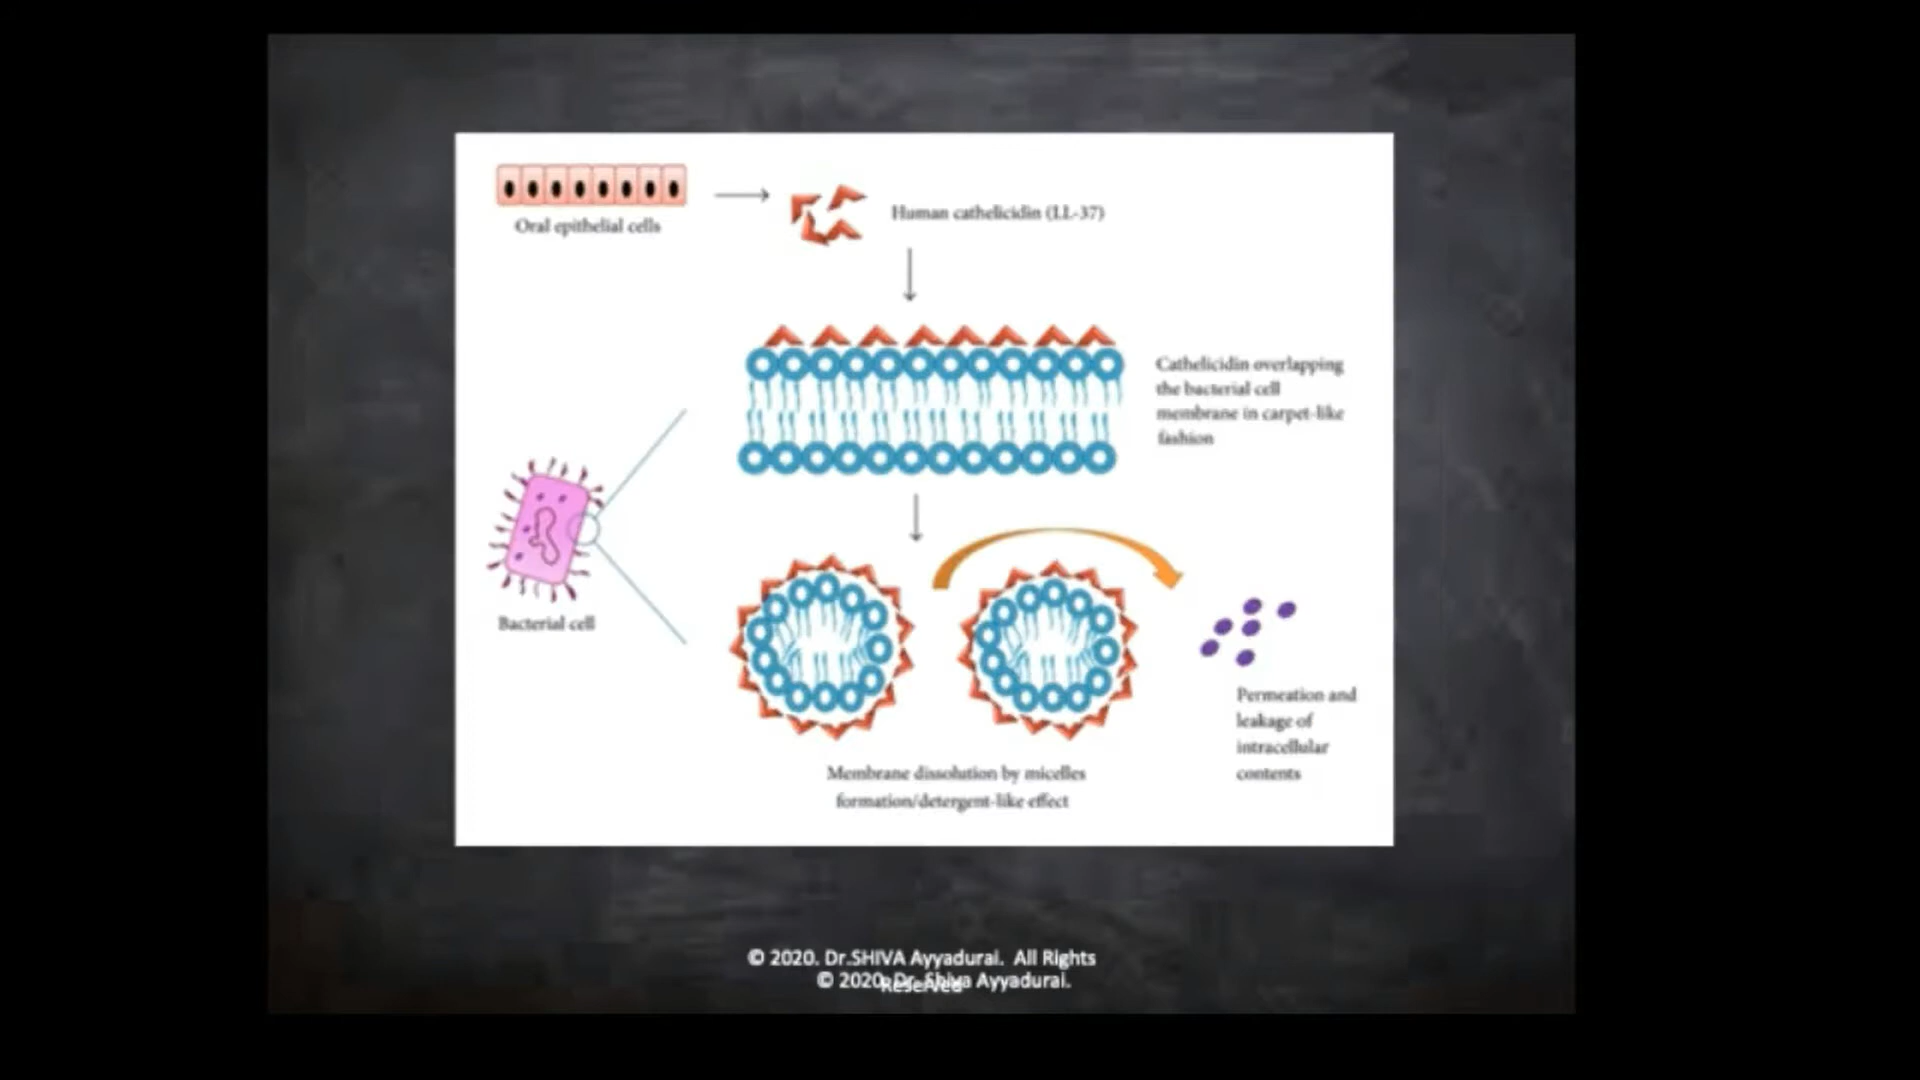 Oral epithelial cells
Human cathelicidin (LL-37)
Cathelicidin overlapping
the bacterial cell
membrane in carpet-like
fashion
Bacterial cell
Permeation and
leakage of
intracellular
contents
Membrane dissolution by micelles
formation/detergent-like effect
© 2020. Dr.SHIVA Ayyadurai. All Rights
Reserved
© 2020. Dr. Shiva Ayyadurai.